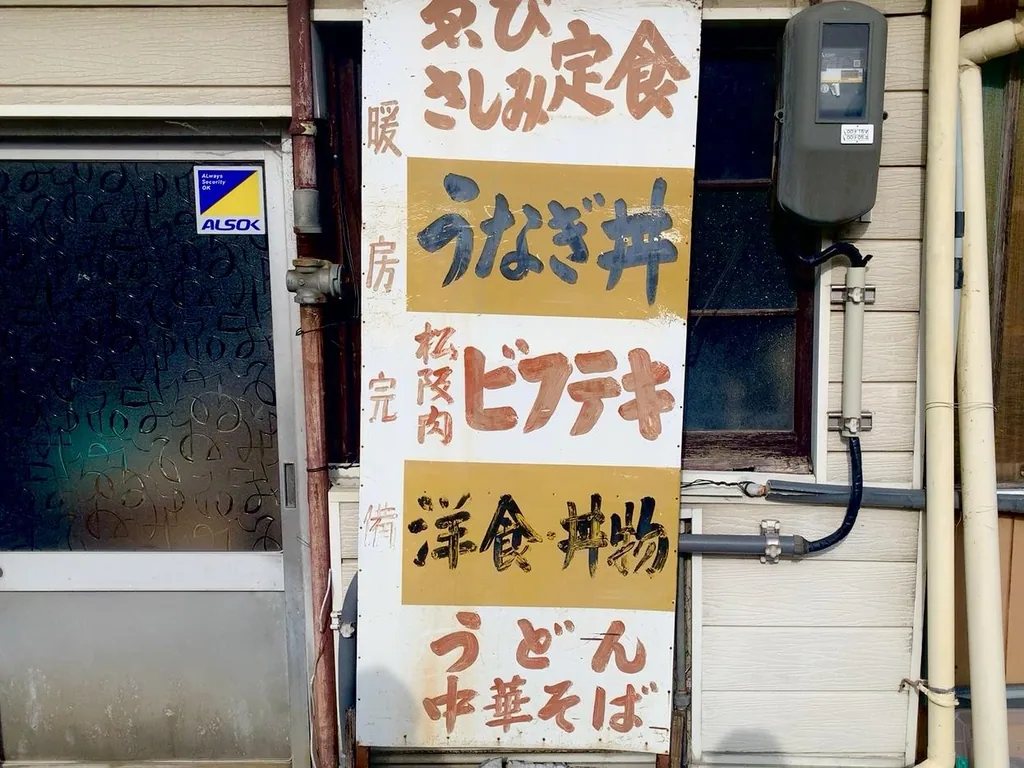 ゑび
さしみ
定食
暖房完備
うなぎ丼
松阪肉
ビフテキ
洋食・丼物
うどん
中華そば
ALways
Security
OK
ALSOK